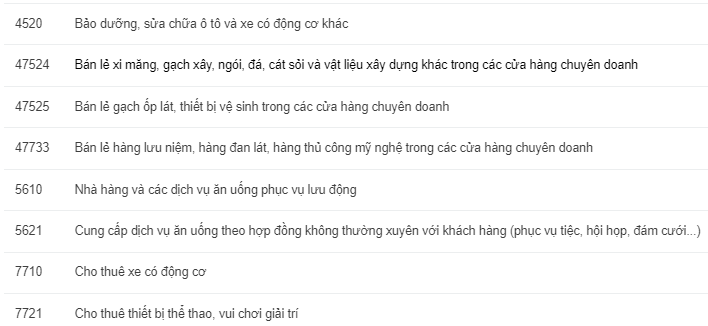 4520 Bảo dưỡng, sửa chữa ô tô và xe có động cơ khác
47524 Bán lẻ xi măng, gạch xây, ngói, đá, cát sỏi và vật liệu xây dựng khác trong các cửa hàng chuyên doanh
47525 Bán lẻ gạch ốp lát, thiết bị vệ sinh trong các cửa hàng chuyên doanh
47733 Bán lẻ hàng lưu niệm, hàng đan lát, hàng thủ công mỹ nghệ trong các cửa hàng chuyên doanh
5610 Nhà hàng và các dịch vụ ăn uống phục vụ lưu động
5621 Cung cấp dịch vụ ăn uống theo hợp đồng không thường xuyên với khách hàng (phục vụ tiệc, hội họp, đám cưới...)
7710 Cho thuê xe có động cơ
7721 Cho thuê thiết bị thể thao, vui chơi giải trí